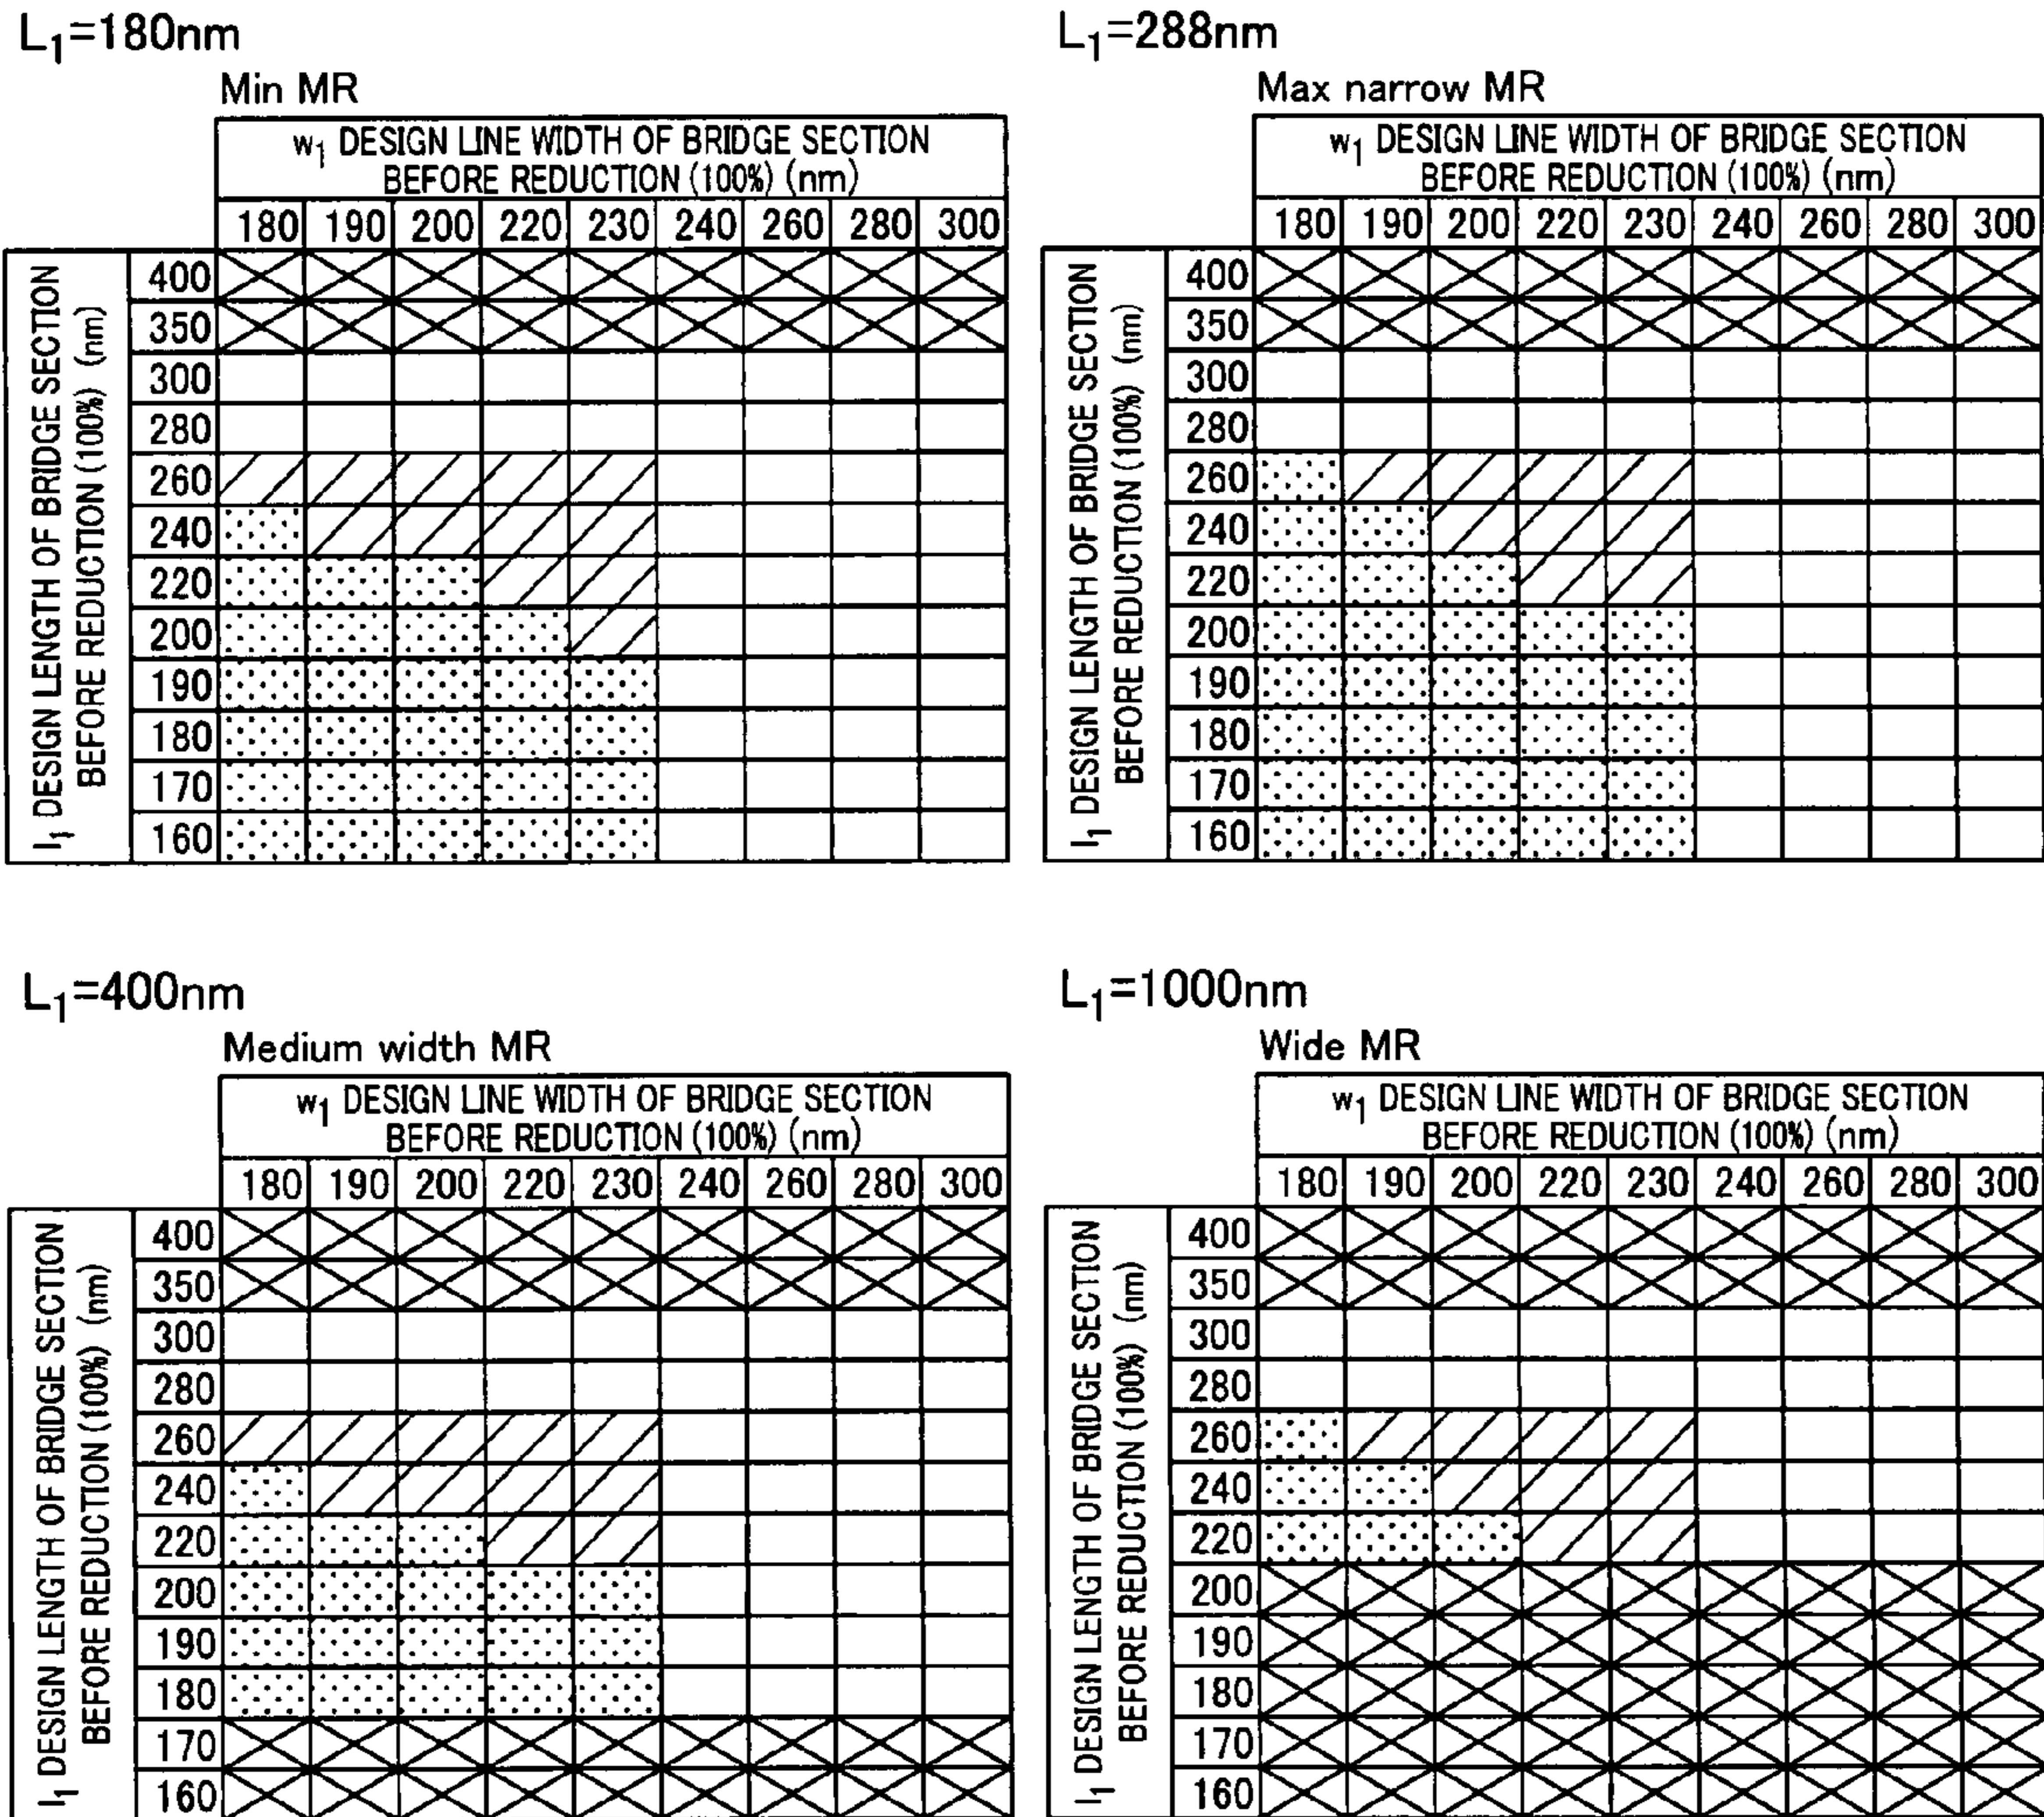 L1=180nm
Min MR
w1 DESIGN LINE WIDTH OF BRIDGE SECTION
BEFORE REDUCTION (100%) (nm)
180 190 200 220 230 240 260 280 300
l1 DESIGN LENGTH OF BRIDGE SECTION
BEFORE REDUCTION (100%) (nm)
400
350
300
280
260
240
220
200
190
180
170
160
L1=288nm
Max narrow MR
w1 DESIGN LINE WIDTH OF BRIDGE SECTION
BEFORE REDUCTION (100%) (nm)
180 190 200 220 230 240 260 280 300
l1 DESIGN LENGTH OF BRIDGE SECTION
BEFORE REDUCTION (100%) (nm)
400
350
300
280
260
240
220
200
190
180
170
160
L1=400nm
Medium width MR
w1 DESIGN LINE WIDTH OF BRIDGE SECTION
BEFORE REDUCTION (100%) (nm)
180 190 200 220 230 240 260 280 300
l1 DESIGN LENGTH OF BRIDGE SECTION
BEFORE REDUCTION (100%) (nm)
400
350
300
280
260
240
220
200
190
180
170
160
L1=1000nm
Wide MR
w1 DESIGN LINE WIDTH OF BRIDGE SECTION
BEFORE REDUCTION (100%) (nm)
180 190 200 220 230 240 260 280 300
l1 DESIGN LENGTH OF BRIDGE SECTION
BEFORE REDUCTION (100%) (nm)
400
350
300
280
260
240
220
200
190
180
170
160